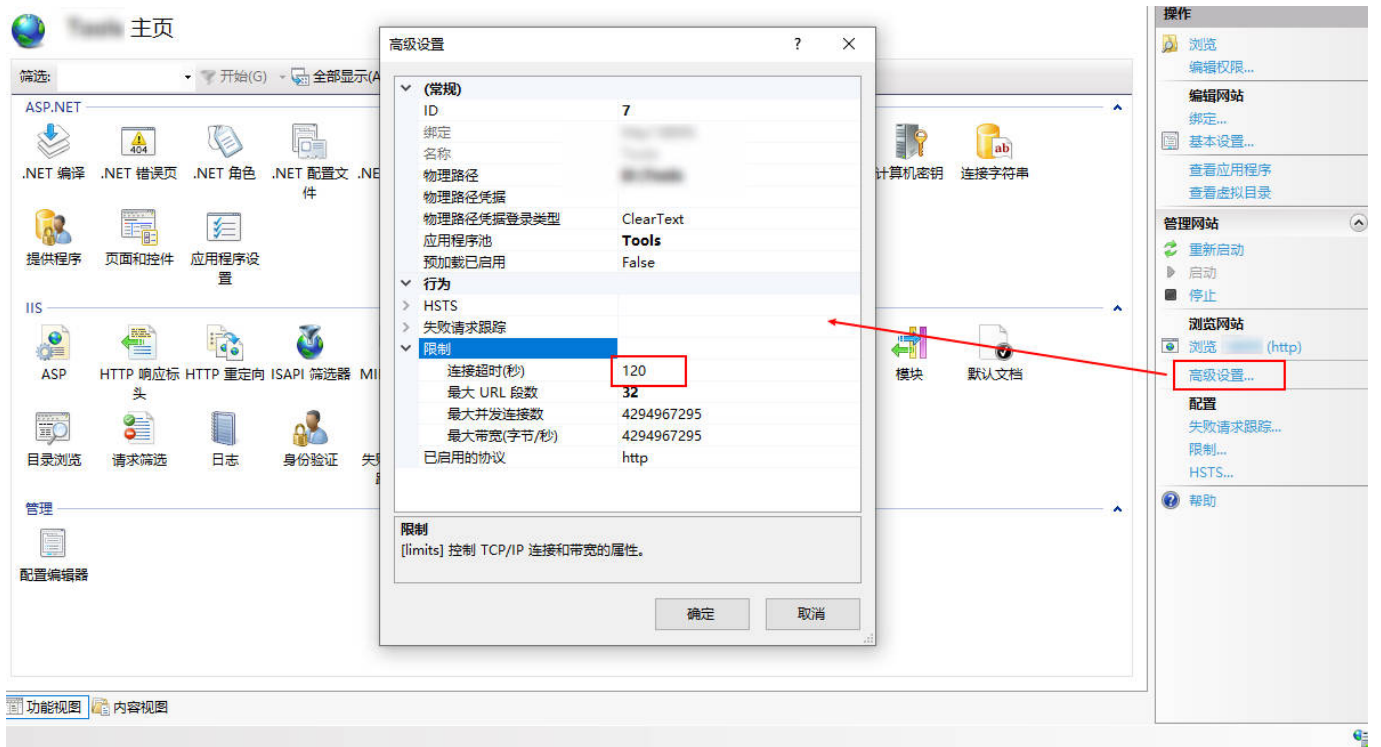 主页
筛选:
开始(G)
全部显示(A
ASP.NET
.NET 编译
.NET 错误页
.NET 角色
.NET 配置文件
.NE
计算机密钥
连接字符串
提供程序
页面和控件
应用程序设置
IIS
ASP
HTTP 响应标头
HTTP 重定向
ISAPI 筛选器
MI
模块
默认文档
目录浏览
请求筛选
日志
身份验证
管理
配置编辑器
功能视图
内容视图
高级设置
?
(常规)
ID 7
绑定
名称
物理路径
物理路径凭据
物理路径凭据登录类型 ClearText
应用程序池 Tools
预加载已启用 False
行为
HSTS
失败请求跟踪
限制
连接超时(秒) 120
最大 URL 段数 32
最大并发连接数 4294967295
最大带宽(字节/秒) 4294967295
已启用的协议 http
限制
[limits] 控制 TCP/IP 连接和带宽的属性。
确定
取消
操作
浏览
编辑权限...
编辑网站
绑定...
基本设置...
查看应用程序
查看虚拟目录
管理网站
重新启动
启动
停止
浏览网站
浏览 (http)
高级设置...
配置
失败请求跟踪...
限制...
HSTS...
帮助